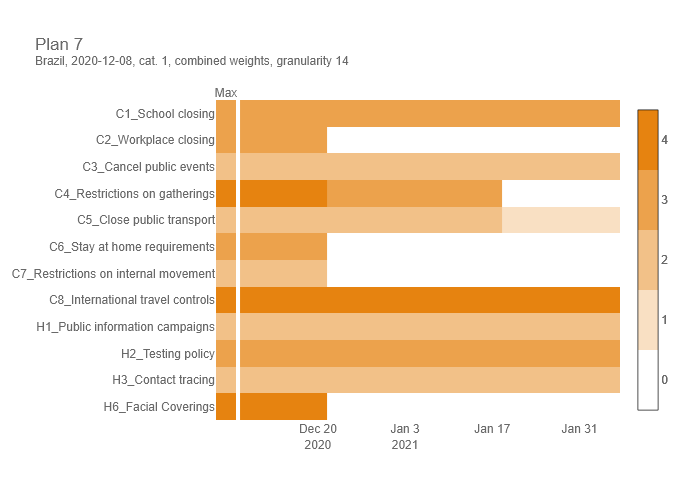 Plan 7
Brazil, 2020-12-08, cat. 1, combined weights, granularity 14
Max
C1_School closing
C2_Workplace closing
C3_Cancel public events
C4_Restrictions on gatherings
C5_Close public transport
C6_Stay at home requirements
C7_Restrictions on internal movement
C8_International travel controls
H1_Public information campaigns
H2_Testing policy
H3_Contact tracing
H6_Facial Coverings
4
3
2
1
0
Dec 20 Jan 3 Jan 17 Jan 31
2020 2021